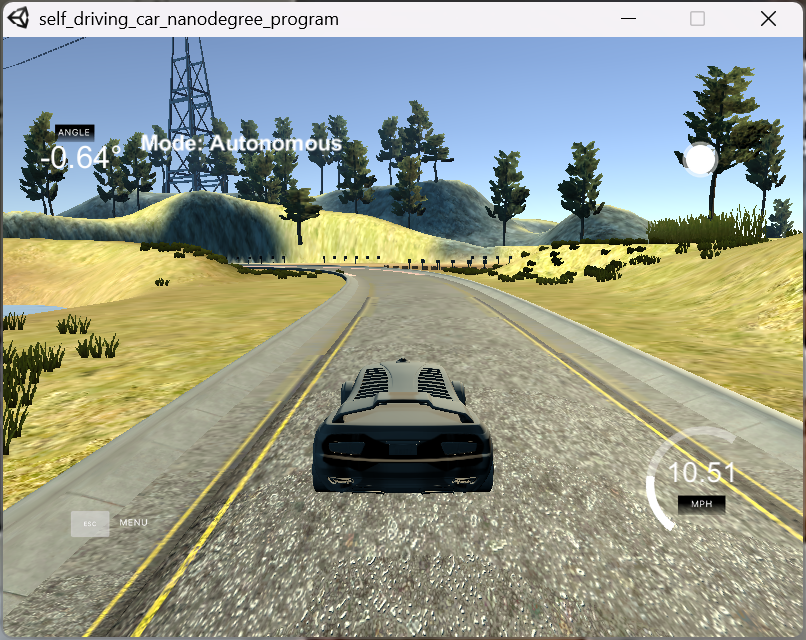 self_driving_car_nanodegree_program
ANGLE
-0.64°
Mode: Autonomous
10.51
MPH
ESC
MENU